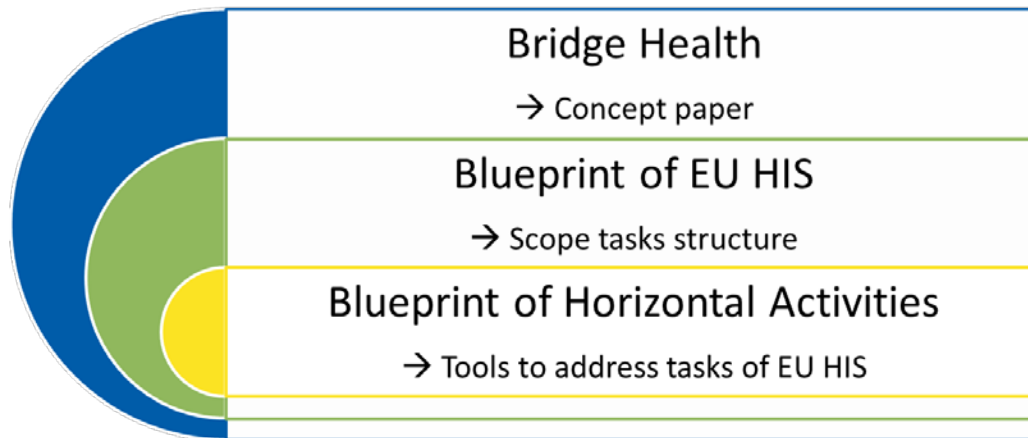 Bridge Health
→ Concept paper
Blueprint of EU HIS
→ Scope tasks structure
Blueprint of Horizontal Activities
→ Tools to address tasks of EU HIS